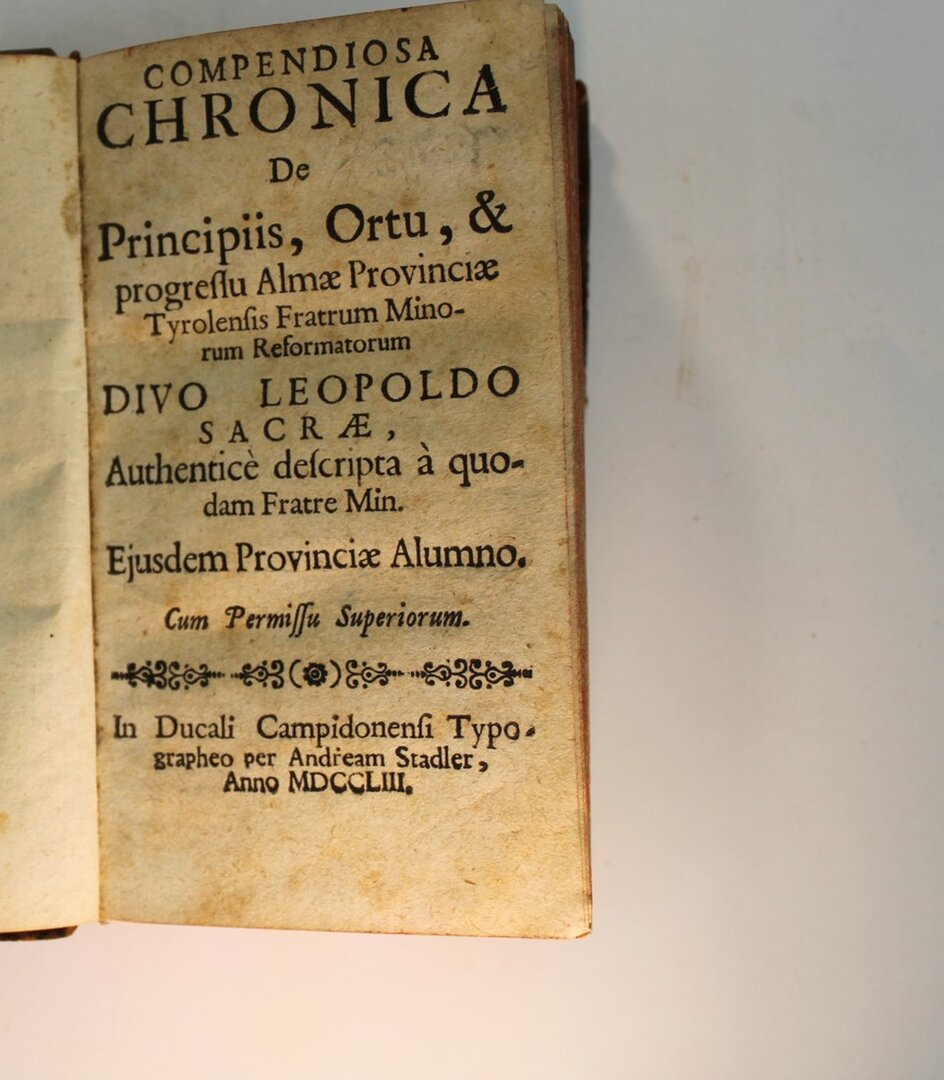 COMPENDIOSA
CHRONICA
De
Principiis, Ortu, &
progreſſu Almæ Provinciæ
Tyrolenſis Fratrum Mino-
rum Reformatorum
DIVO LEOPOLDO
SACRÆ,
Authenticè deſcripta à quo-
dam Fratre Min.
Ejusdem Provinciæ Alumno.
Cum Permiſſu Superiorum.
In Ducali Campidonenſi Typo-
grapheo per Andream Stadler,
Anno MDCCLIII.